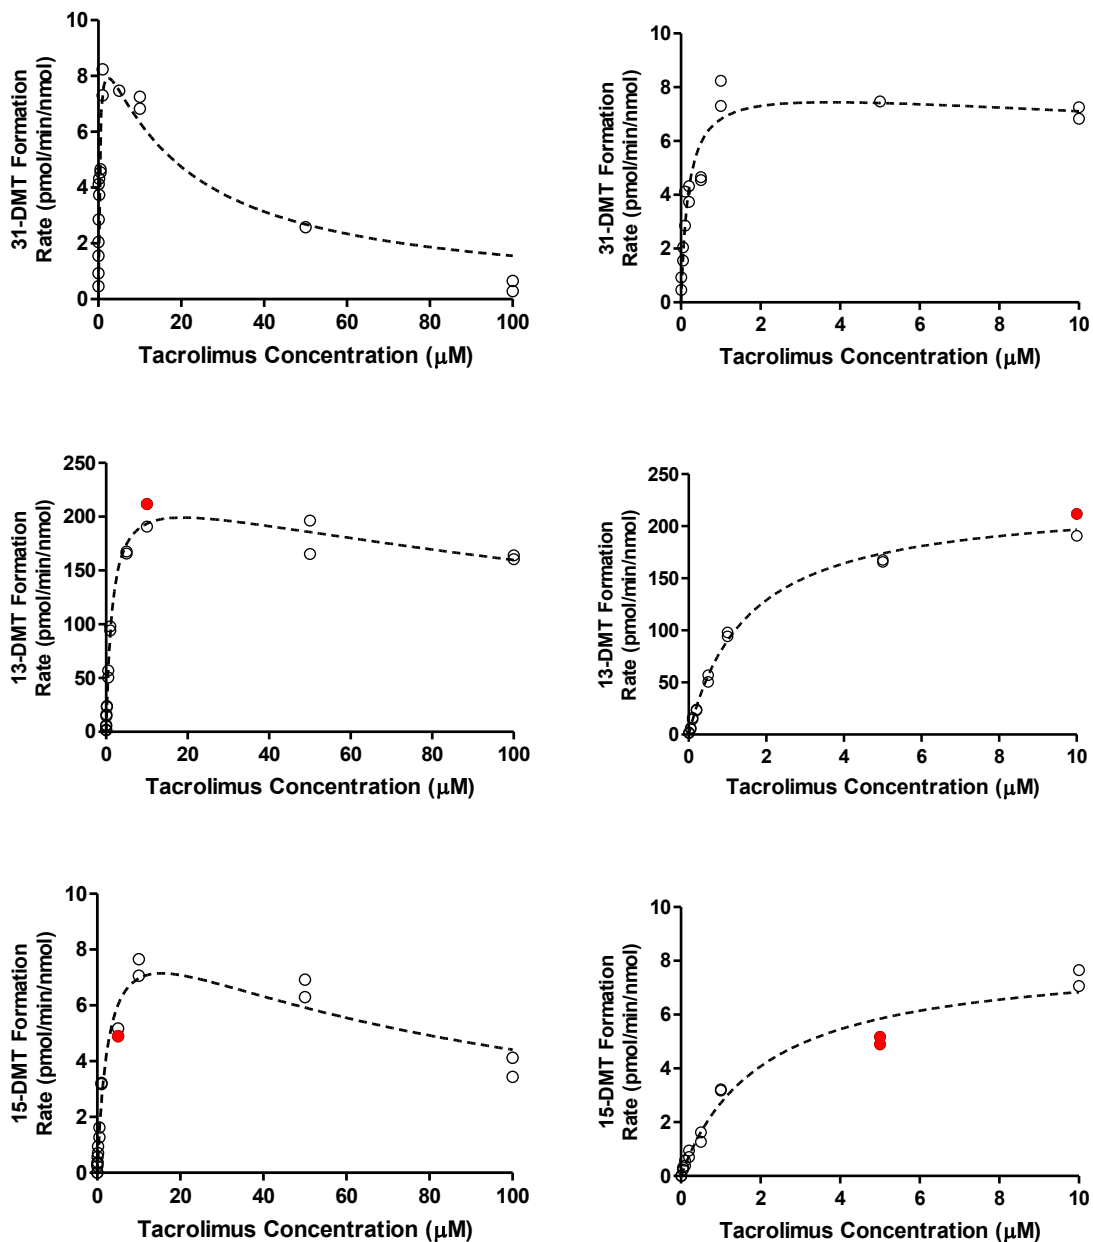 31-DMT Formation
Rate (pmol/min/nmol)
10
8
6
4
2
0
0 20 40 60 80 100
Tacrolimus Concentration (μM)
31-DMT Formation
Rate (pmol/min/nmol)
10
8
6
4
2
0
0 2 4 6 8 10
Tacrolimus Concentration (μM)
13-DMT Formation
Rate (pmol/min/nmol)
250
200
150
100
50
0
0 20 40 60 80 100
Tacrolimus Concentration (μM)
13-DMT Formation
Rate (pmol/min/nmol)
250
200
150
100
50
0
0 2 4 6 8 10
Tacrolimus Concentration (μM)
15-DMT Formation
Rate (pmol/min/nmol)
10
8
6
4
2
0
0 20 40 60 80 100
Tacrolimus Concentration (μM)
15-DMT Formation
Rate (pmol/min/nmol)
10
8
6
4
2
0
0 2 4 6 8 10
Tacrolimus Concentration (μM)